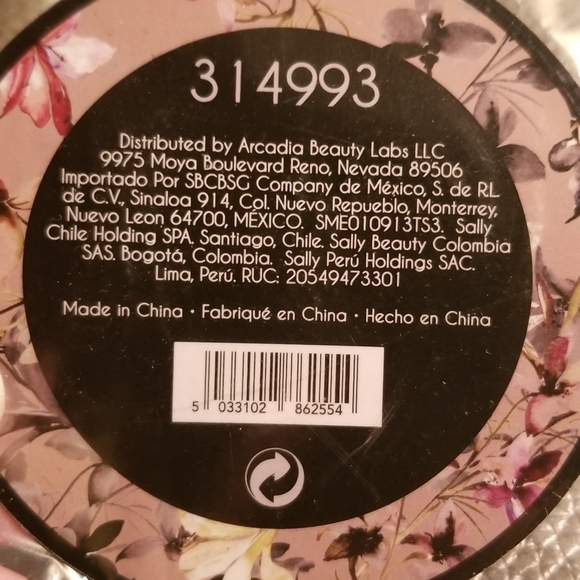 314993
Distributed by Arcadia Beauty Labs LLC
9975 Moya Boulevard Reno, Nevada 89506
Importado Por SBCBSG Company de México, S. de R.L.
de C.V., Sinaloa 914, Col. Nuevo Repueblo, Monterrey,
Nuevo Leon 64700, MÉXICO. SME010913TS3. Sally
Chile Holding SPA. Santiago, Chile. Sally Beauty Colombia
SAS. Bogotá, Colombia. Sally Perú Holdings SAC.
Lima, Perú. RUC: 20549473301
Made in China • Fabriqué en China • Hecho en China
5 033102 862554